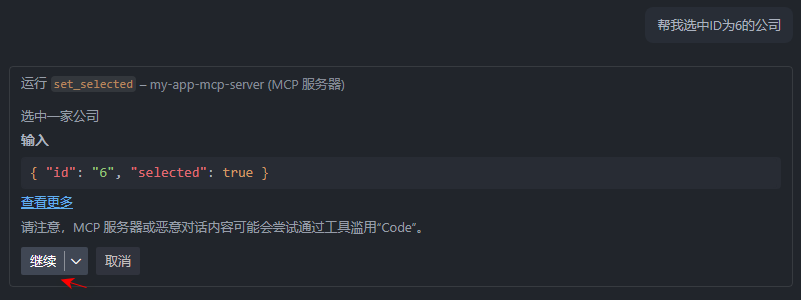 帮我选中ID为6的公司
运行 set_selected – my-app-mcp-server (MCP 服务器)
选中一家公司
输入
{ "id": "6", "selected": true }
查看更多
请注意，MCP 服务器或恶意对话内容可能会尝试通过工具滥用“Code”。
继续 取消